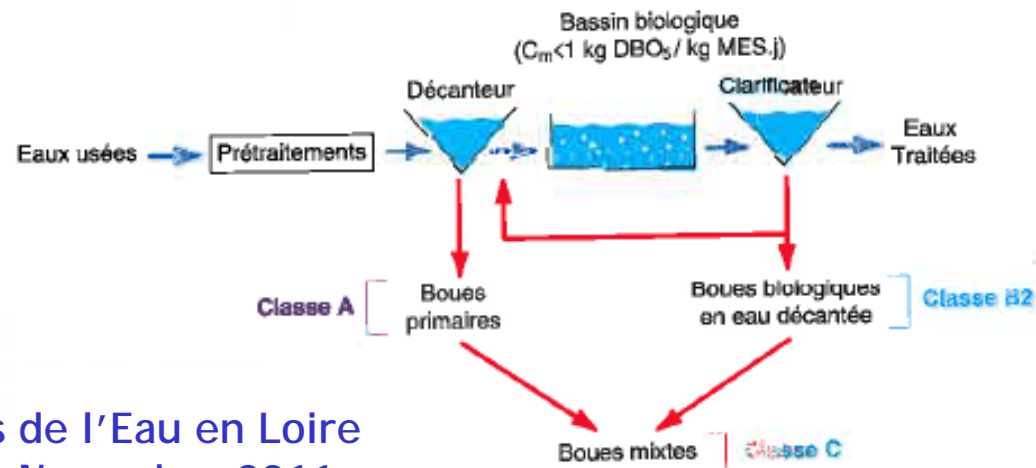 Bassin biologique
(Cm<1 kg DBO5/ kg MES.j)
Décanteur
Clarificateur
Eaux usées
Prétraitements
Eaux
Traitées
Classe A
Boues
primaires
Boues biologiques
en eau décantée
Classe B2
s de l'Eau en Loire
Boues mixtes
Classe C